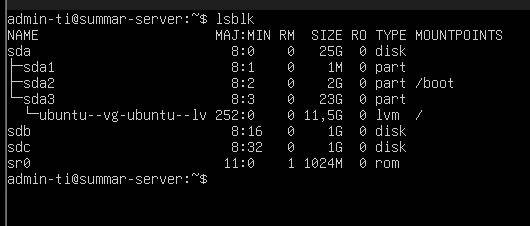 admin-ti@summar-server:~$ lsblk
NAME                      MAJ:MIN RM  SIZE RO TYPE MOUNTPOINTS
sda                         8:0    0   25G  0 disk
├─sda1                      8:1    0    1M  0 part
├─sda2                      8:2    0    2G  0 part /boot
└─sda3                      8:3    0   23G  0 part
  └─ubuntu--vg-ubuntu--lv 252:0    0 11,5G  0 lvm  /
sdb                         8:16   0    1G  0 disk
sdc                         8:32   0    1G  0 disk
sr0                        11:0    1 1024M  0 rom
admin-ti@summar-server:~$